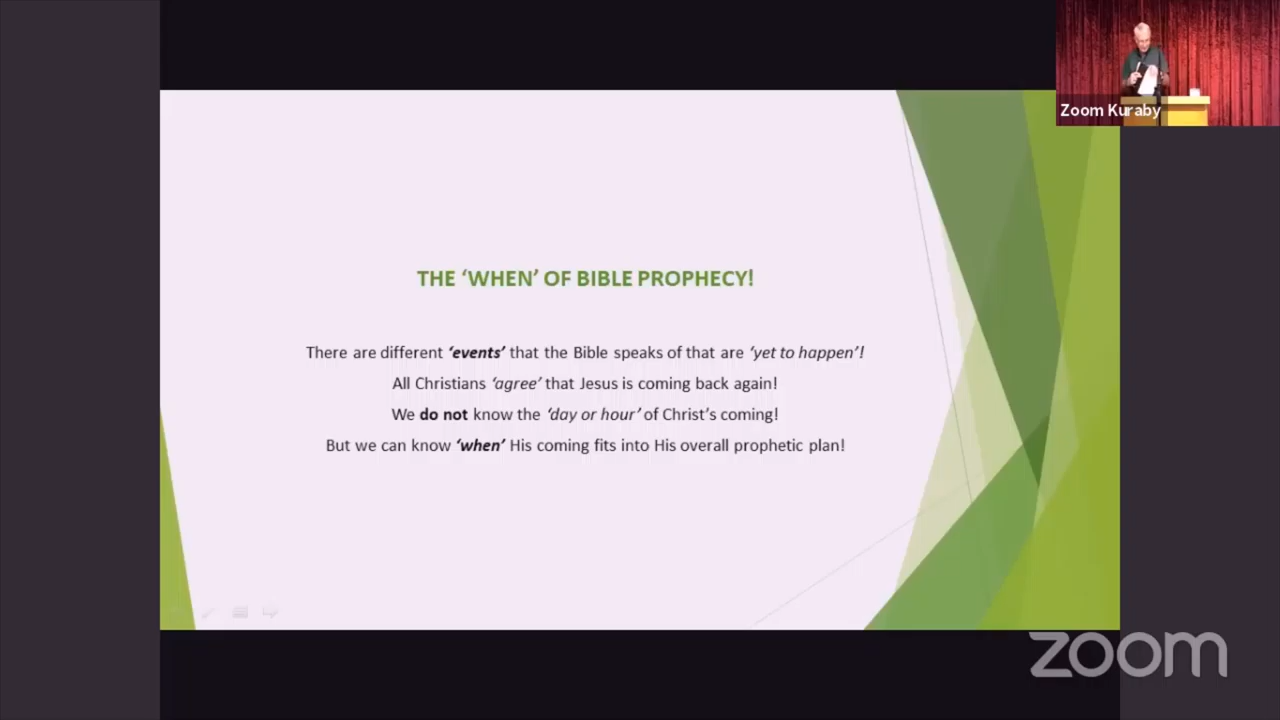 Zoom Kuraby
THE ‘WHEN’ OF BIBLE PROPHECY!
There are different ‘events’ that the Bible speaks of that are ‘yet to happen’!
All Christians ‘agree’ that Jesus is coming back again!
We do not know the ‘day or hour’ of Christ’s coming!
But we can know ‘when’ His coming fits into His overall prophetic plan!
zoom